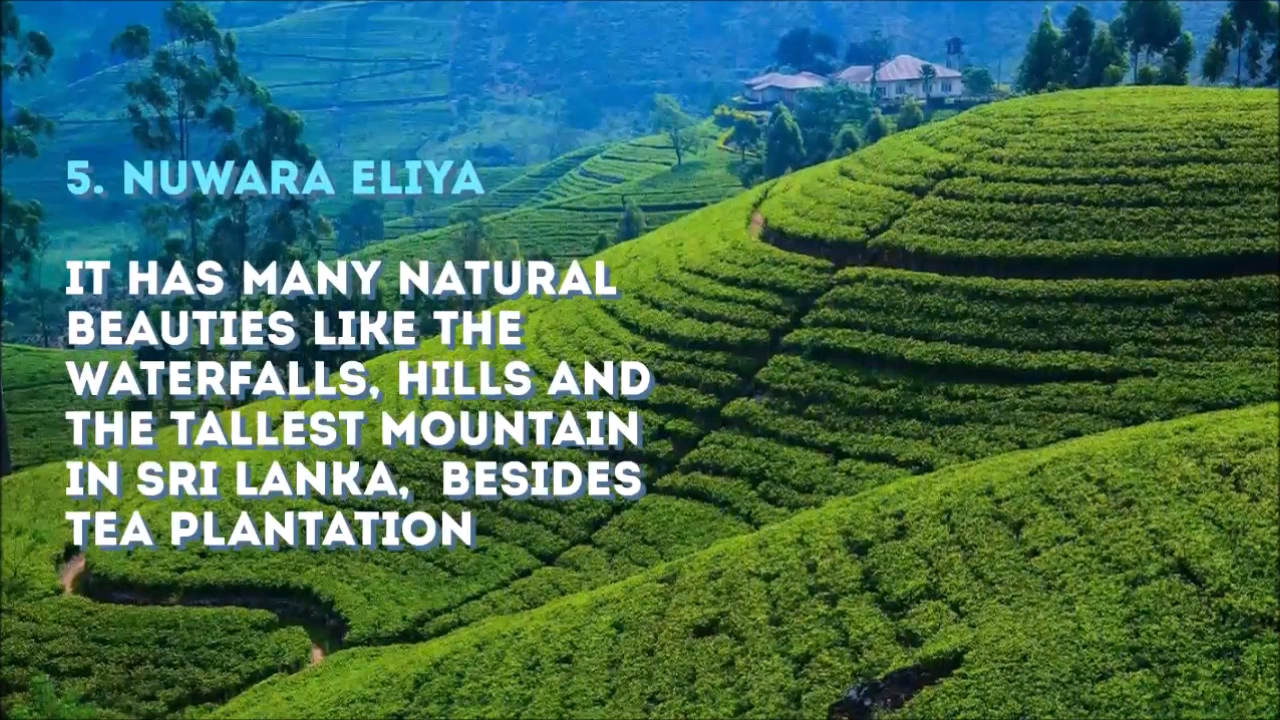 5. NUWARA ELIYA
IT HAS MANY NATURAL
BEAUTIES LIKE THE
WATERFALLS, HILLS AND
THE TALLEST MOUNTAIN
IN SRI LANKA, BESIDES
TEA PLANTATION